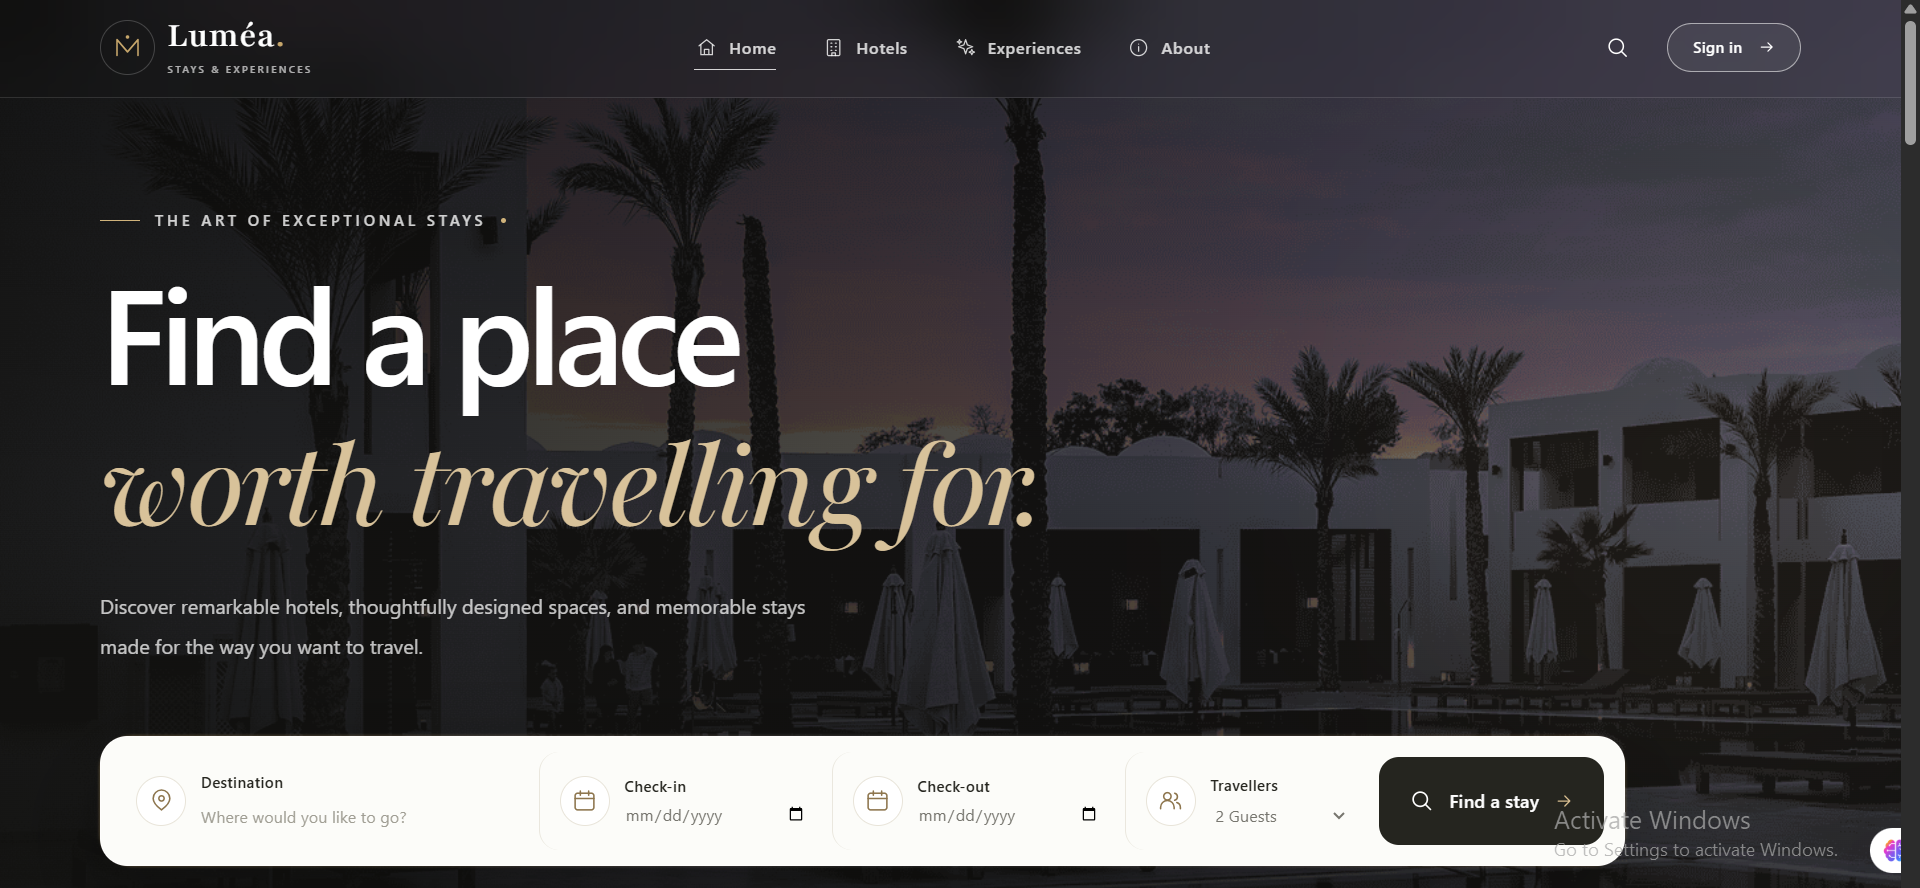 Luméa.
STAYS & EXPERIENCES
Home
Hotels
Experiences
About
Sign in
THE ART OF EXCEPTIONAL STAYS
Find a place
worth travelling for.
Discover remarkable hotels, thoughtfully designed spaces, and memorable stays
made for the way you want to travel.
Destination
Where would you like to go?
Check-in
mm/dd/yyyy
Check-out
mm/dd/yyyy
Travellers
2 Guests
Find a stay
Activate Windows
Go to Settings to activate Windows.